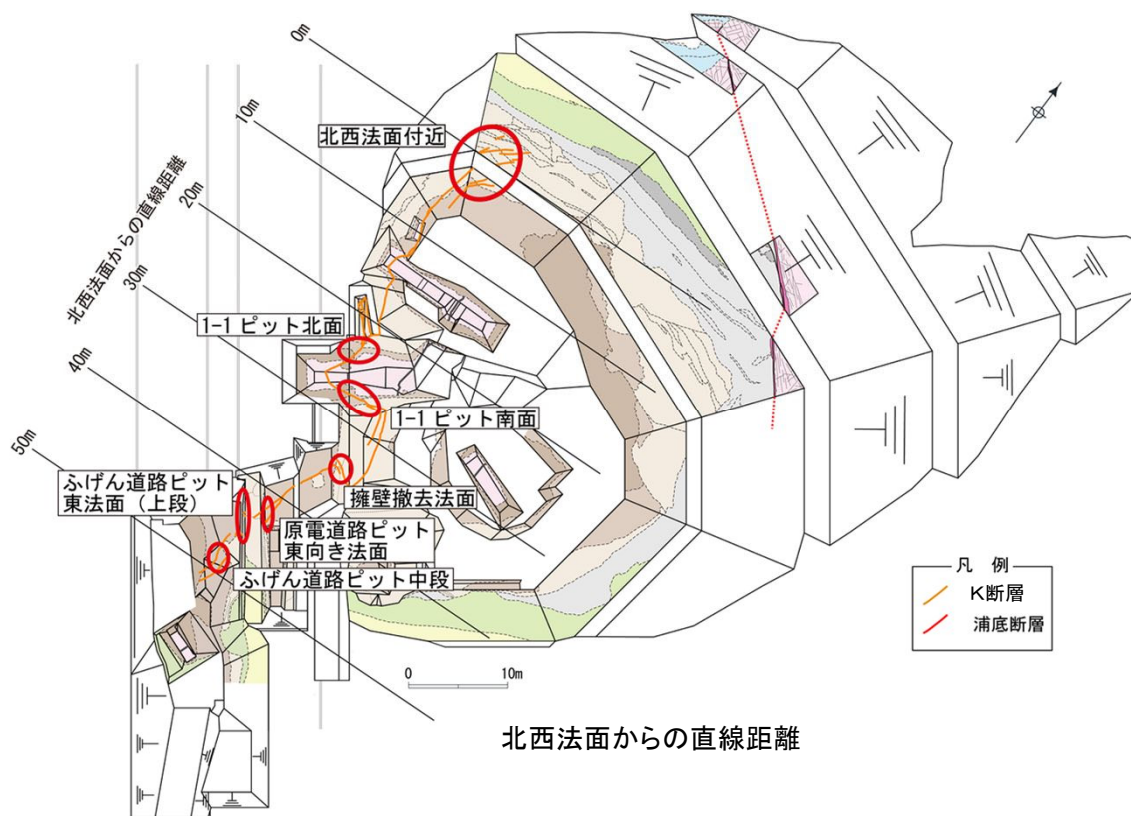 0m
10m
20m
30m
40m
50m
北西法面からの直線距離
北西法面付近
1-1 ピット北面
1-1 ピット南面
擁壁撤去法面
ふげん道路ピット
東法面（上段）
原電道路ピット
東向き法面
ふげん道路ピット中段
凡 例
K断層
浦底断層
0 10m
北西法面からの直線距離